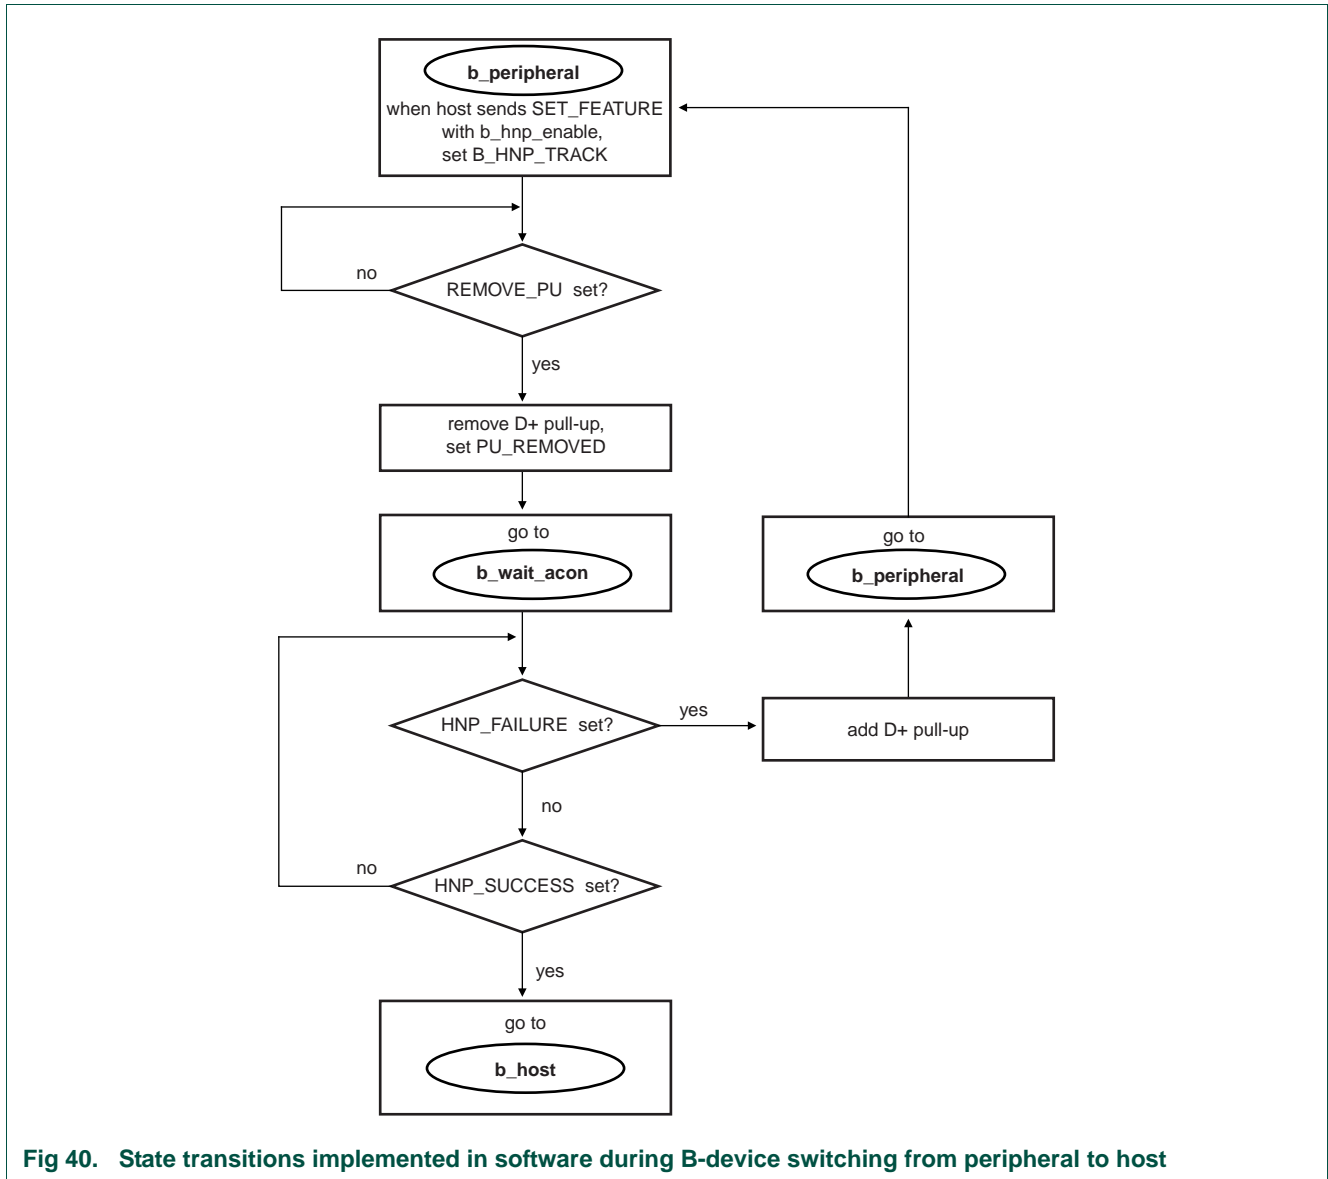 b_peripheral
when host sends SET_FEATURE
with b_hnp_enable,
set B_HNP_TRACK
no
REMOVE_PU set?
yes
remove D+ pull-up,
set PU_REMOVED
go to
b_wait_acon
go to
b_peripheral
HNP_FAILURE set?
yes
add D+ pull-up
no
no
HNP_SUCCESS set?
yes
go to
b_host
Fig 40. State transitions implemented in software during B-device switching from peripheral to host